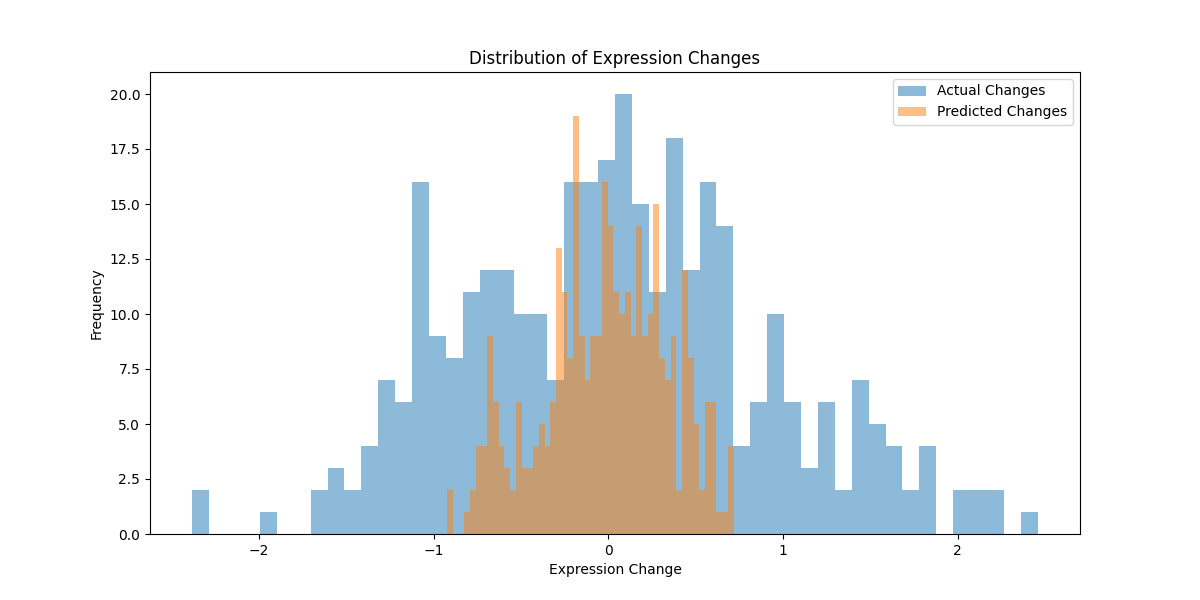 Distribution of Expression Changes
Actual Changes
Predicted Changes
20.0
17.5
15.0
12.5
10.0
7.5
5.0
2.5
0.0
Frequency
−2
−1
0
1
2
Expression Change